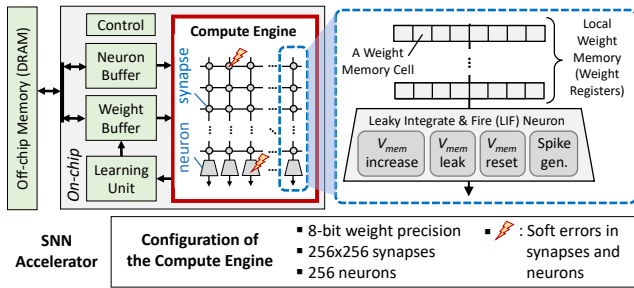 Off-chip Memory (DRAM)
On-chip
Control
Neuron
Buffer
Weight
Buffer
Learning
Unit
Compute Engine
synapse
neuron
A Weight
Memory Cell
Local
Weight
Memory
(Weight
Registers)
Leaky Integrate & Fire (LIF) Neuron
Vmem
increase
Vmem
leak
Vmem
reset
Spike
gen.
SNN
Accelerator
Configuration of
the Compute Engine
▪ 8-bit weight precision
▪ 256x256 synapses
▪ 256 neurons
▪ : Soft errors in
synapses and
neurons